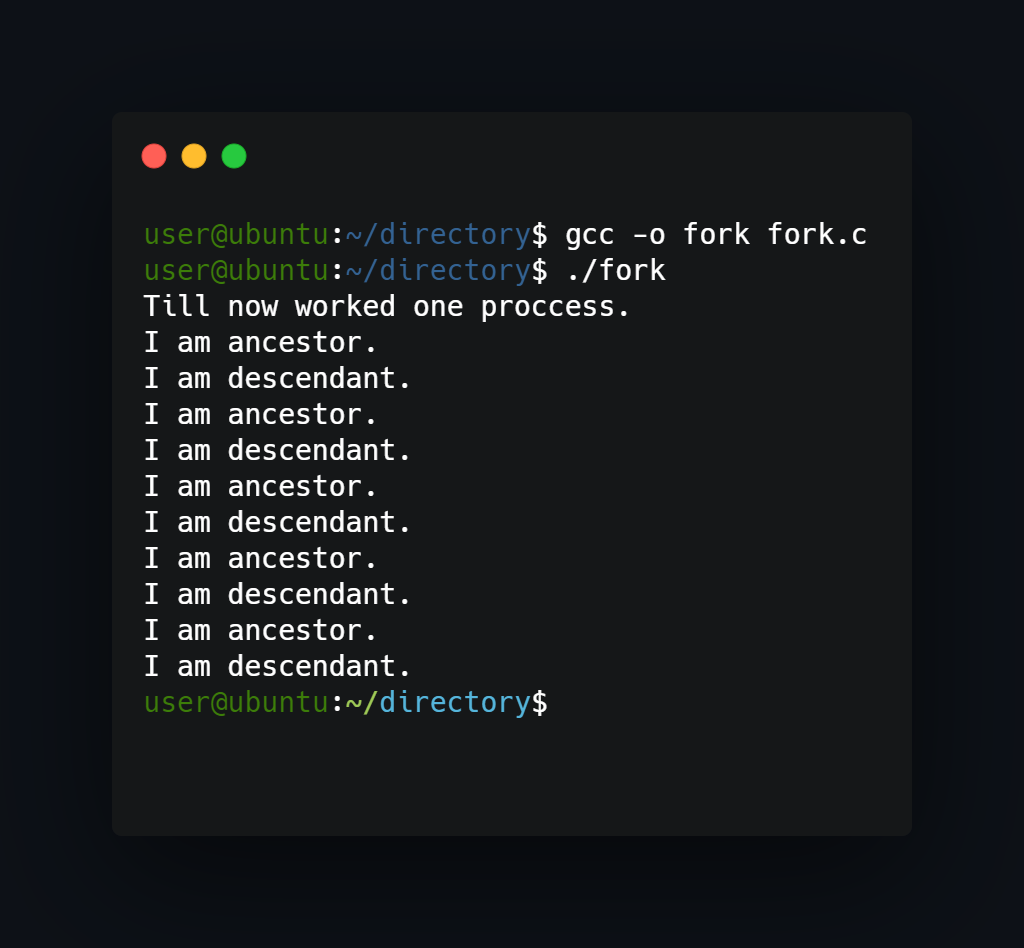 user@ubuntu:~/directory$ gcc -o fork fork.c
user@ubuntu:~/directory$ ./fork
Till now worked one proccess.
I am ancestor.
I am descendant.
I am ancestor.
I am descendant.
I am ancestor.
I am descendant.
I am ancestor.
I am descendant.
I am ancestor.
I am descendant.
user@ubuntu:~/directory$